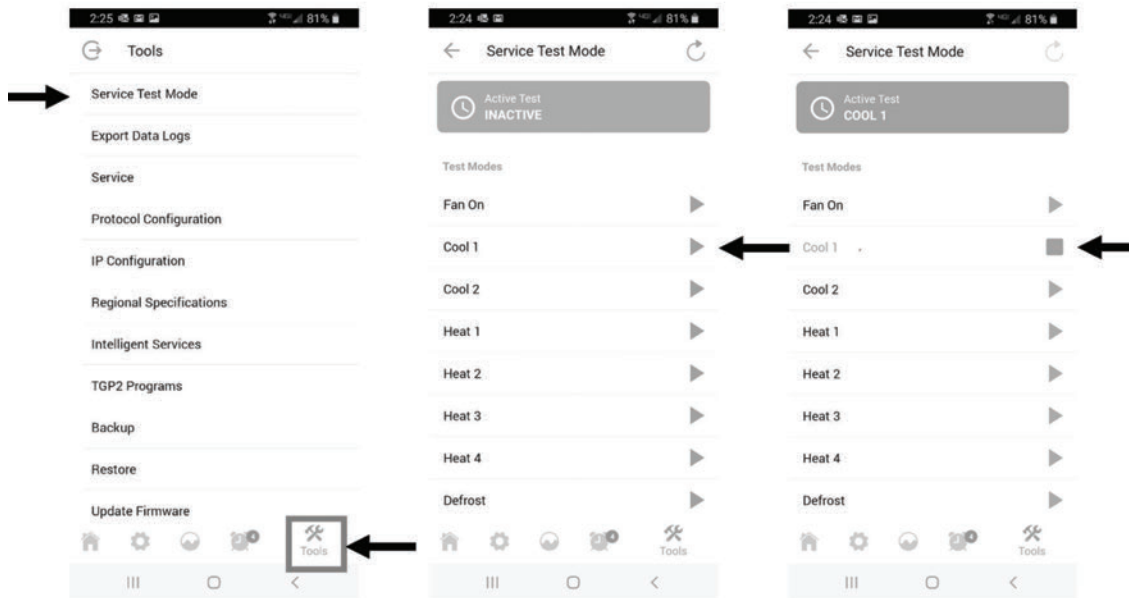 2:25 81%
Tools
Service Test Mode
Export Data Logs
Service
Protocol Configuration
IP Configuration
Regional Specifications
Intelligent Services
TGP2 Programs
Backup
Restore
Update Firmware
4
Tools
2:24 81%
Service Test Mode
Active Test
INACTIVE
Test Modes
Fan On
Cool 1
Cool 2
Heat 1
Heat 2
Heat 3
Heat 4
Defrost
4
Tools
2:24 81%
Service Test Mode
Active Test
COOL 1
Test Modes
Fan On
Cool 1
Cool 2
Heat 1
Heat 2
Heat 3
Heat 4
Defrost
4
Tools